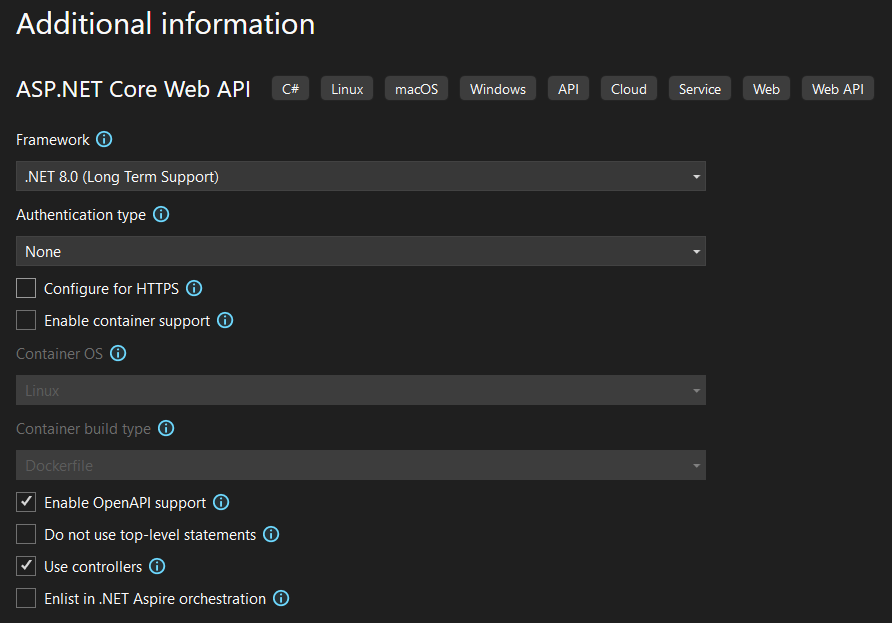 Additional information
ASP.NET Core Web API C# Linux macOS Windows API Cloud Service Web Web API
Framework
.NET 8.0 (Long Term Support)
Authentication type
None
Configure for HTTPS
Enable container support
Container OS
Linux
Container build type
Dockerfile
Enable OpenAPI support
Do not use top-level statements
Use controllers
Enlist in .NET Aspire orchestration